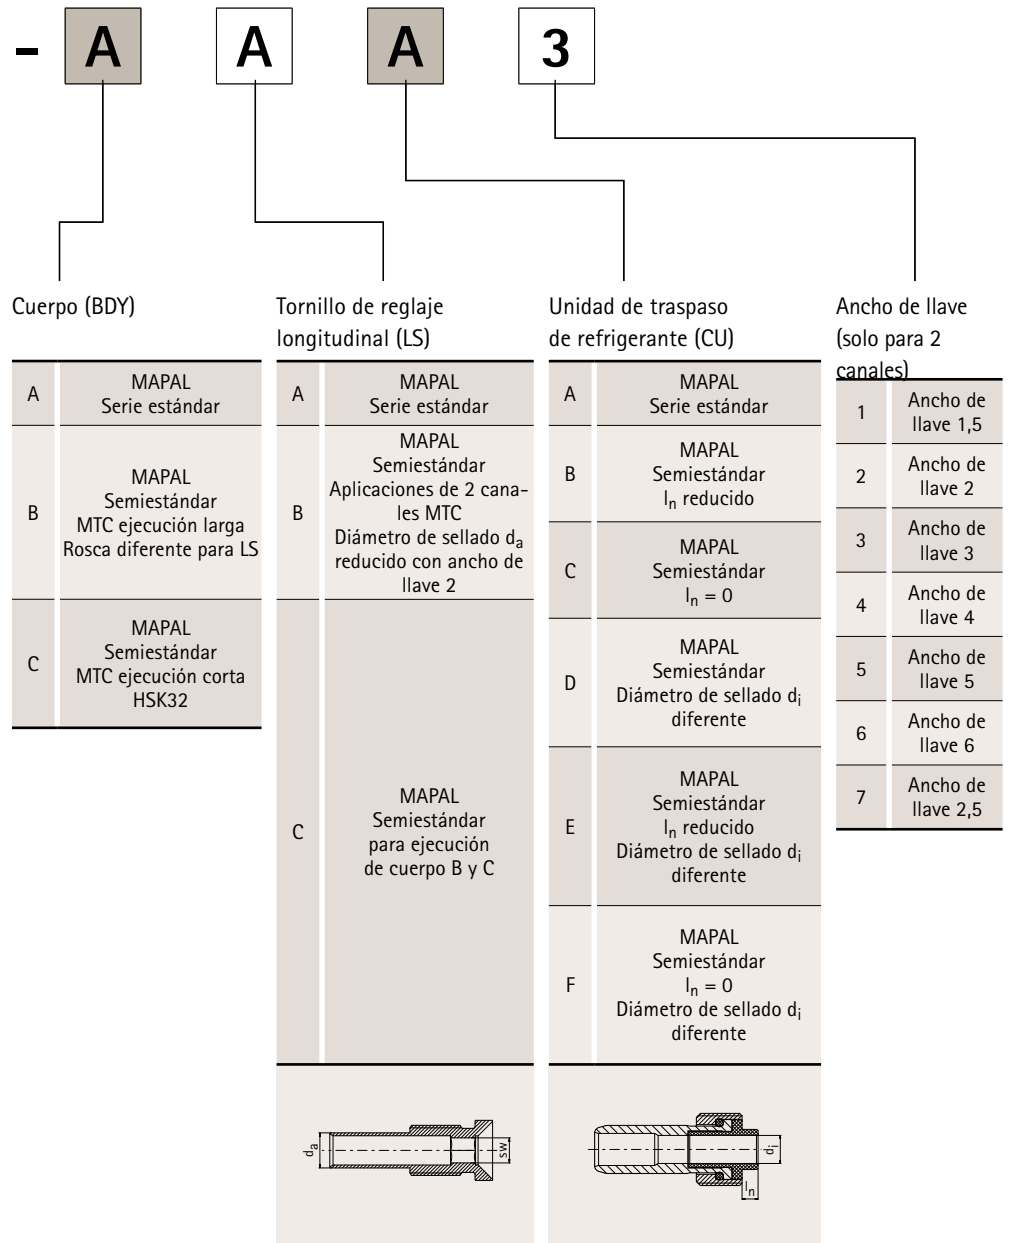 - A A A 3
Cuerpo (BDY)
A
MAPAL
Serie estándar
B
MAPAL
Semiestándar
MTC ejecución larga
Rosca diferente para LS
C
MAPAL
Semiestándar
MTC ejecución corta
HSK32
Tornillo de reglaje
longitudinal (LS)
A
MAPAL
Serie estándar
B
MAPAL
Semiestándar
Aplicaciones de 2 cana-
les MTC
Diámetro de sellado da
reducido con ancho de
llave 2
C
MAPAL
Semiestándar
para ejecución
de cuerpo B y C
da
SW
Unidad de traspaso
de refrigerante (CU)
A
MAPAL
Serie estándar
B
MAPAL
Semiestándar
ln reducido
C
MAPAL
Semiestándar
ln = 0
D
MAPAL
Semiestándar
Diámetro de sellado di
diferente
E
MAPAL
Semiestándar
ln reducido
Diámetro de sellado di
diferente
F
MAPAL
Semiestándar
ln = 0
Diámetro de sellado di
diferente
di
ln
Ancho de llave
(solo para 2
canales)
1
Ancho de
llave 1,5
2
Ancho de
llave 2
3
Ancho de
llave 3
4
Ancho de
llave 4
5
Ancho de
llave 5
6
Ancho de
llave 6
7
Ancho de
llave 2,5